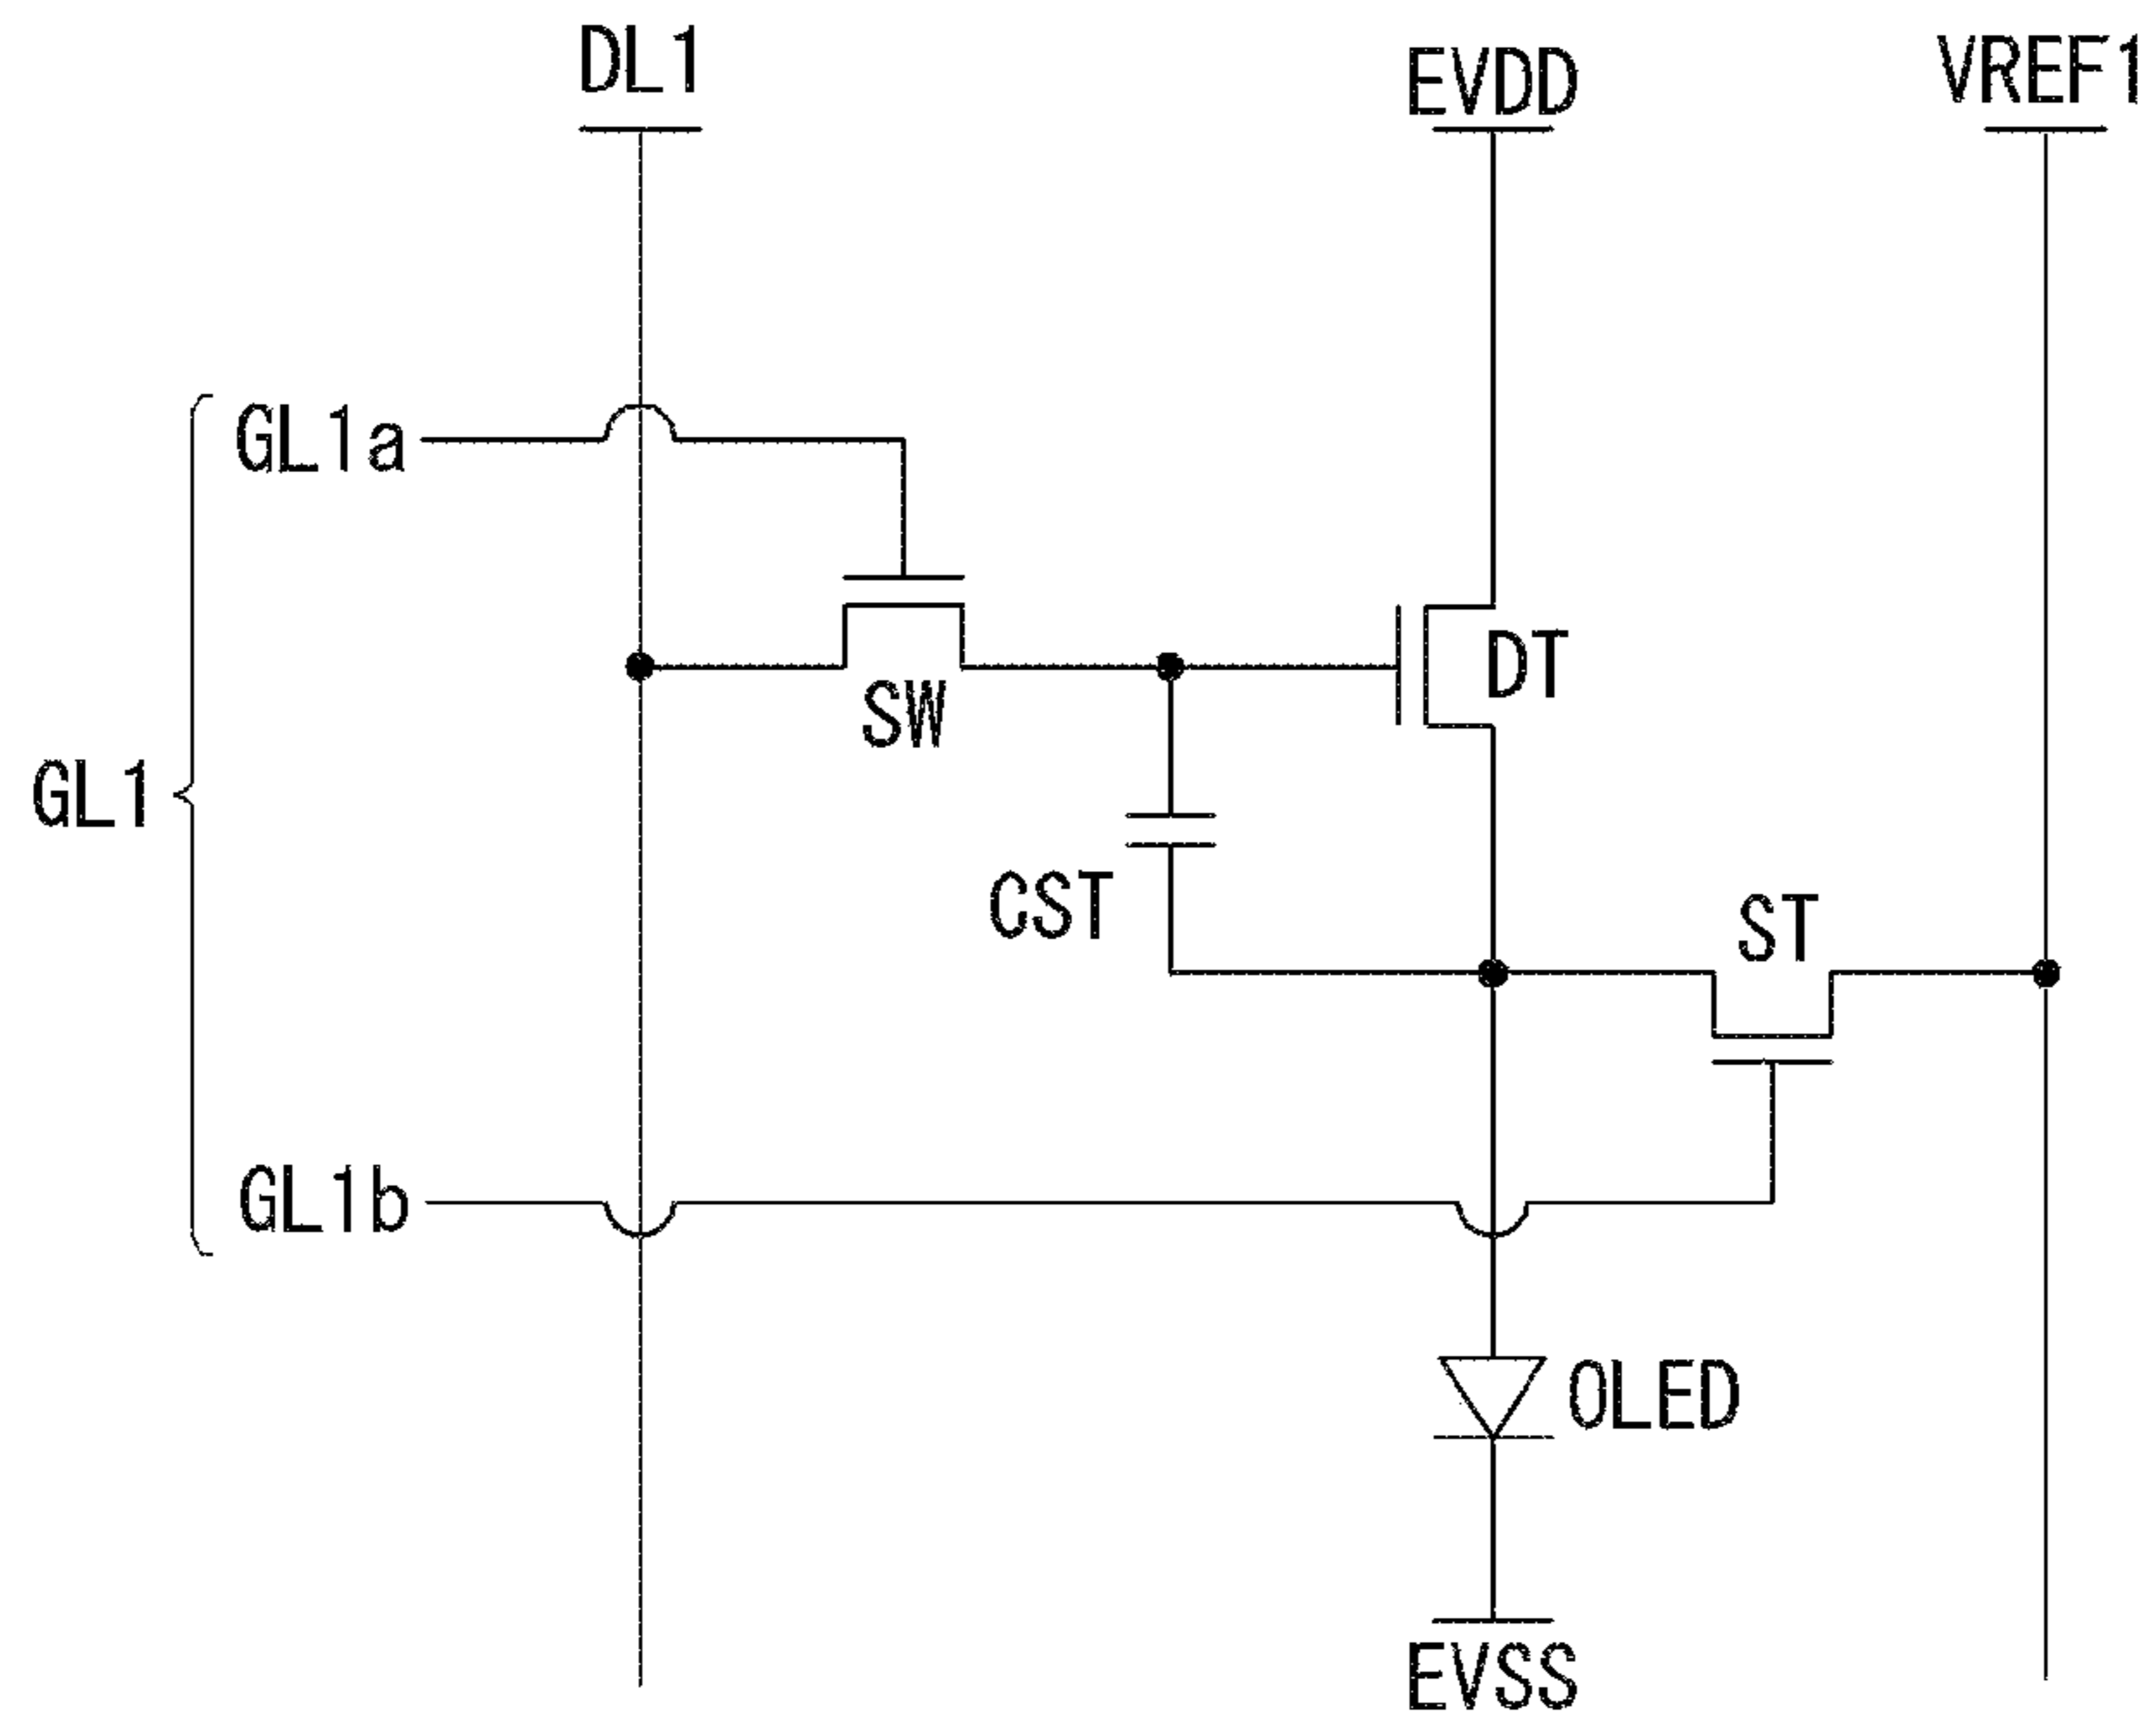 DL1
EVDD
VREF1
GL1a
DT
SW
GL1
CST
ST
GL1b
OLED
EVSS